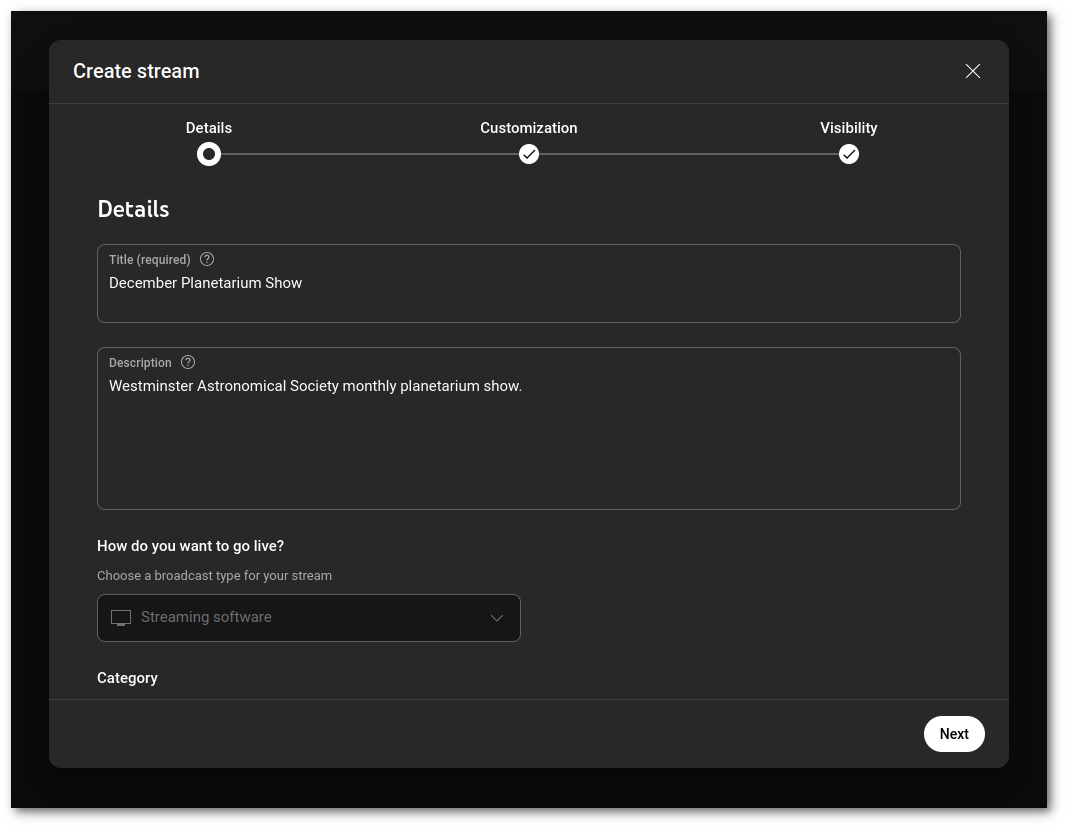 Create stream
Details
Customization
Visibility
Details
Title (required)
December Planetarium Show
Description
Westminster Astronomical Society monthly planetarium show.
How do you want to go live?
Choose a broadcast type for your stream
Streaming software
Category
Next